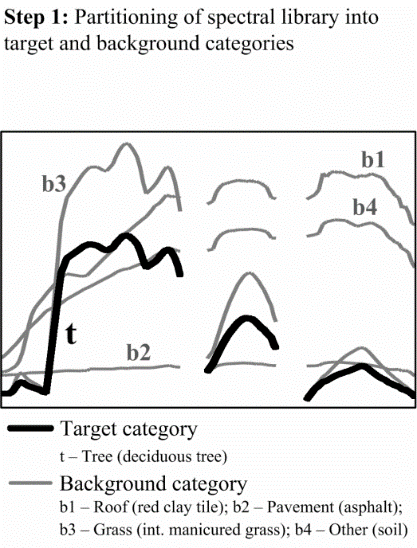 Step 1: Partitioning of spectral library into
target and background categories
b3
b1
b4
t
b2
Target category
t – Tree (deciduous tree)
Background category
b1 – Roof (red clay tile); b2 – Pavement (asphalt);
b3 – Grass (int. manicured grass); b4 – Other (soil)